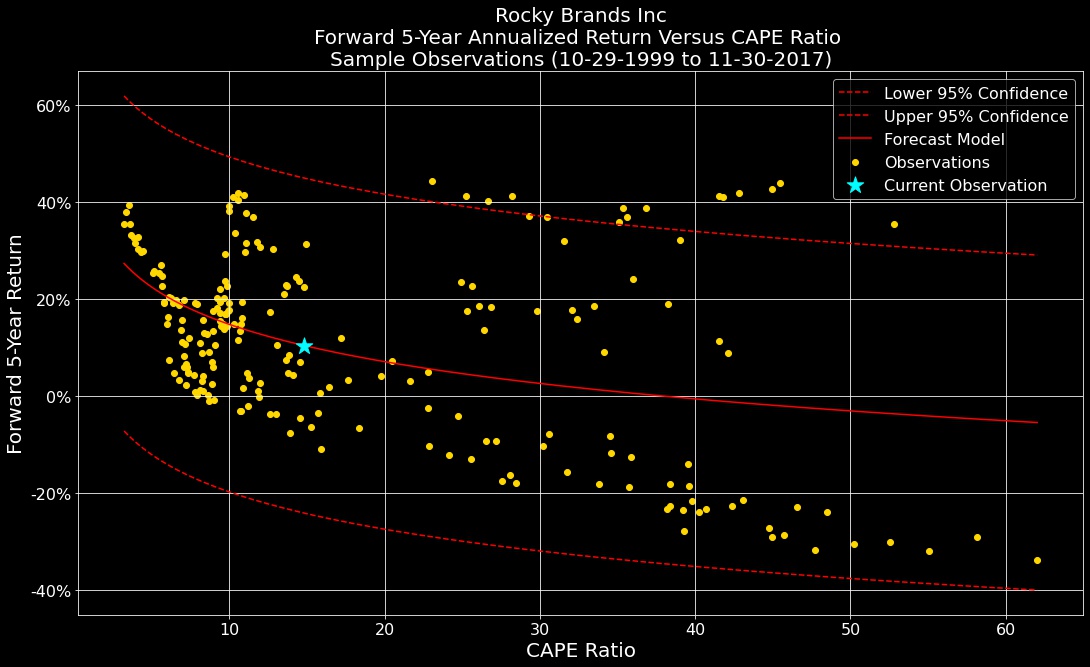 Rocky Brands Inc
Forward 5-Year Annualized Return Versus CAPE Ratio
Sample Observations (10-29-1999 to 11-30-2017)
Lower 95% Confidence
Upper 95% Confidence
Forecast Model
Observations
Current Observation
Forward 5-Year Return
60%
40%
20%
0%
-20%
-40%
10
20
30
40
50
60
CAPE Ratio